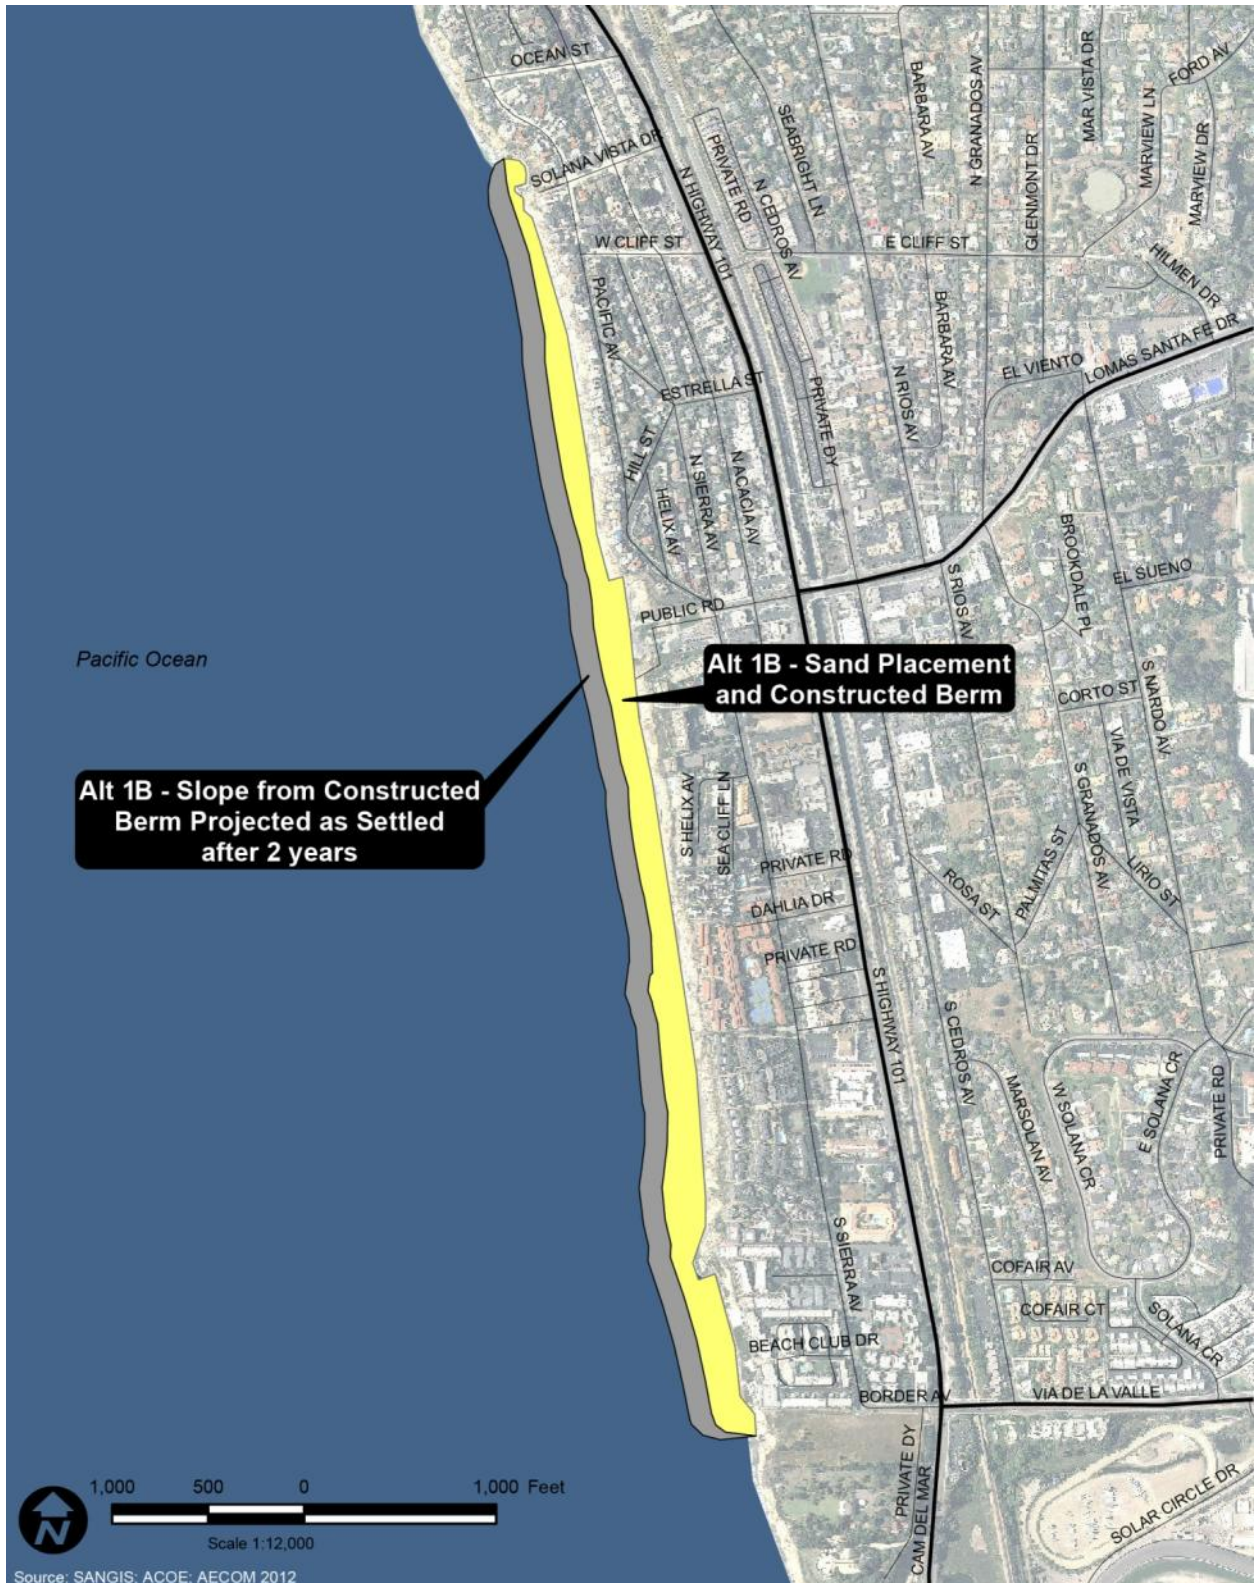 OCEAN ST
FORD AV
MAR VISTA DR
BARBARA AV
N GRANADOS AV
MARVIEW LN
MARVIEW DR
SEABRIGHT LN
PRIVATE RD
SOLANA VISTA DR
N HIGHWAY 101
N CEDROS AV
GLENMONT DR
W CLIFF ST
E CLIFF ST
HILMEN DR
PACIFIC AV
BARBARA AV
LOMAS SANTA FE DR
EL VIENTO
ESTRELLA ST
N RIOS AV
PRIVATE DY
HILL ST
N ACACIA AV
N SIERRA AV
HELIX AV
BROOKDALE PL
EL SUENO
S RIOS AV
PUBLIC RD
Pacific Ocean
Alt 1B - Sand Placement
and Constructed Berm
S NARDO AV
CORTO ST
VIA DE VISTA
Alt 1B - Slope from Constructed
Berm Projected as Settled
after 2 years
S HELIX AV
SEA CLIFF LN
S GRANADOS AV
PRIVATE RD
PALMITAS ST
LIRIO ST
ROSA ST
DAHLIA DR
PRIVATE RD
S HIGHWAY 101
S CEDROS AV
MARSOLAN AV
W SOLANA CR
E SOLANA CR
PRIVATE RD
S SIERRA AV
COFAIR AV
COFAIR CT
SOLANA CR
BEACH CLUB DR
BORDER AV
VIA DE LA VALLE
PRIVATE DY
CAM DEL MAR
SOLAR CIRCLE DR
1,000 500 0 1,000 Feet
N
Scale 1:12,000
Source: SANGIS; ACOE; AECOM 2012